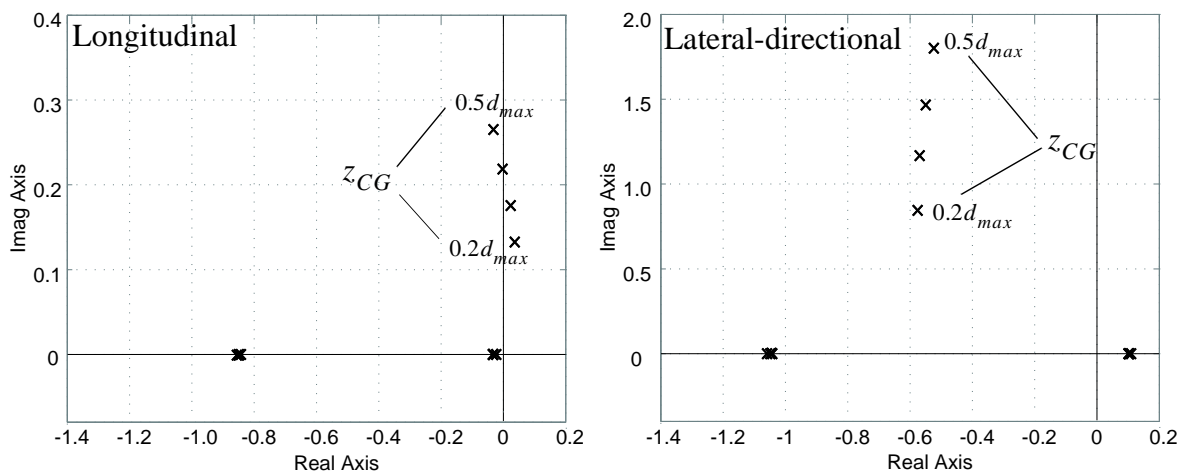 Longitudinal
0.4
0.3
0.2
0.1
0
Imag Axis
0.5d_max
z_CG
0.2d_max
-1.4 -1.2 -1.0 -0.8 -0.6 -0.4 -0.2 0 0.2
Real Axis
Lateral-directional
2.0
1.5
1.0
0.5
0
Imag Axis
0.5d_max
z_CG
0.2d_max
-1.4 -1.2 -1 -0.8 -0.6 -0.4 -0.2 0 0.2
Real Axis